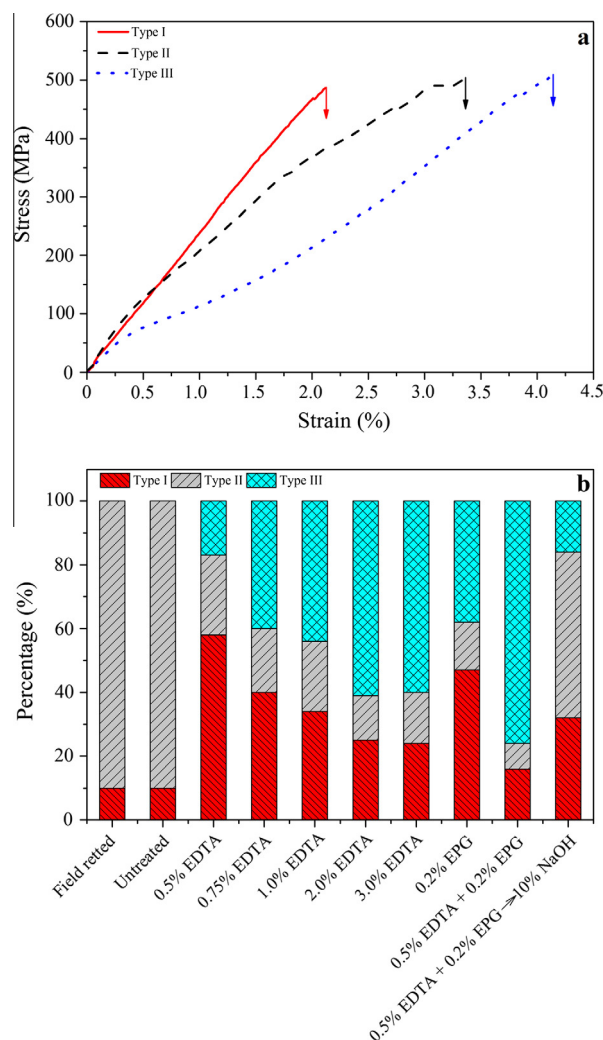 600
Type I
a
Type II
500
Type III
400
300
200
100
0
Stress (MPa)
0 0.5 1.0 1.5 2.0 2.5 3.0 3.5 4.0 4.5
Strain (%)
Type I Type II Type III b
100
80
60
40
20
0
Percentage (%)
Field retted
Untreated
0.5% EDTA
0.75% EDTA
1.0% EDTA
2.0% EDTA
3.0% EDTA
0.2% EPG
0.5% EDTA + 0.2% EPG
0.5% EDTA + 0.2% EPG→10% NaOH